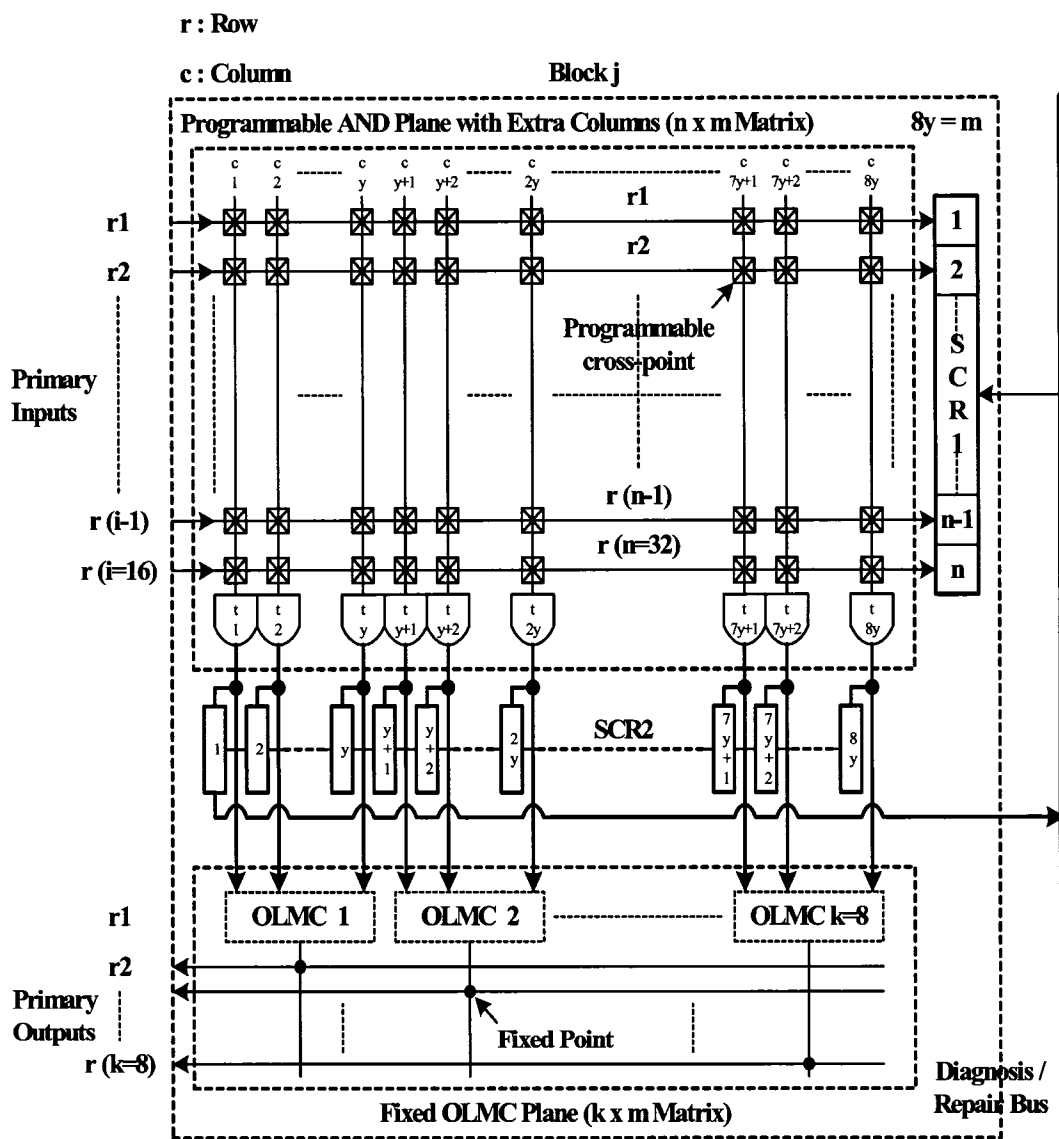 r : Row
c : Column
Block j
Programmable AND Plane with Extra Columns (n x m Matrix)
8y = m
c 1
c 2
c y
c y+1
c y+2
c 2y
c 7y+1
c 7y+2
c 8y
r1
r1
1
r2
r2
2
Programmable
cross-point
Primary
Inputs
S
C
R
1
r (n-1)
r (i-1)
n-1
r (n=32)
r (i=16)
n
t 1
t 2
t y
t y+1
t y+2
t 2y
t 7y+1
t 7y+2
t 8y
SCR2
1
2
y
y+1
y+2
2y
7y+1
7y+2
8y
r1
OLMC 1
OLMC 2
OLMC k=8
r2
Primary
Outputs
Fixed Point
r (k=8)
Fixed OLMC Plane (k x m Matrix)
Diagnosis /
Repair Bus